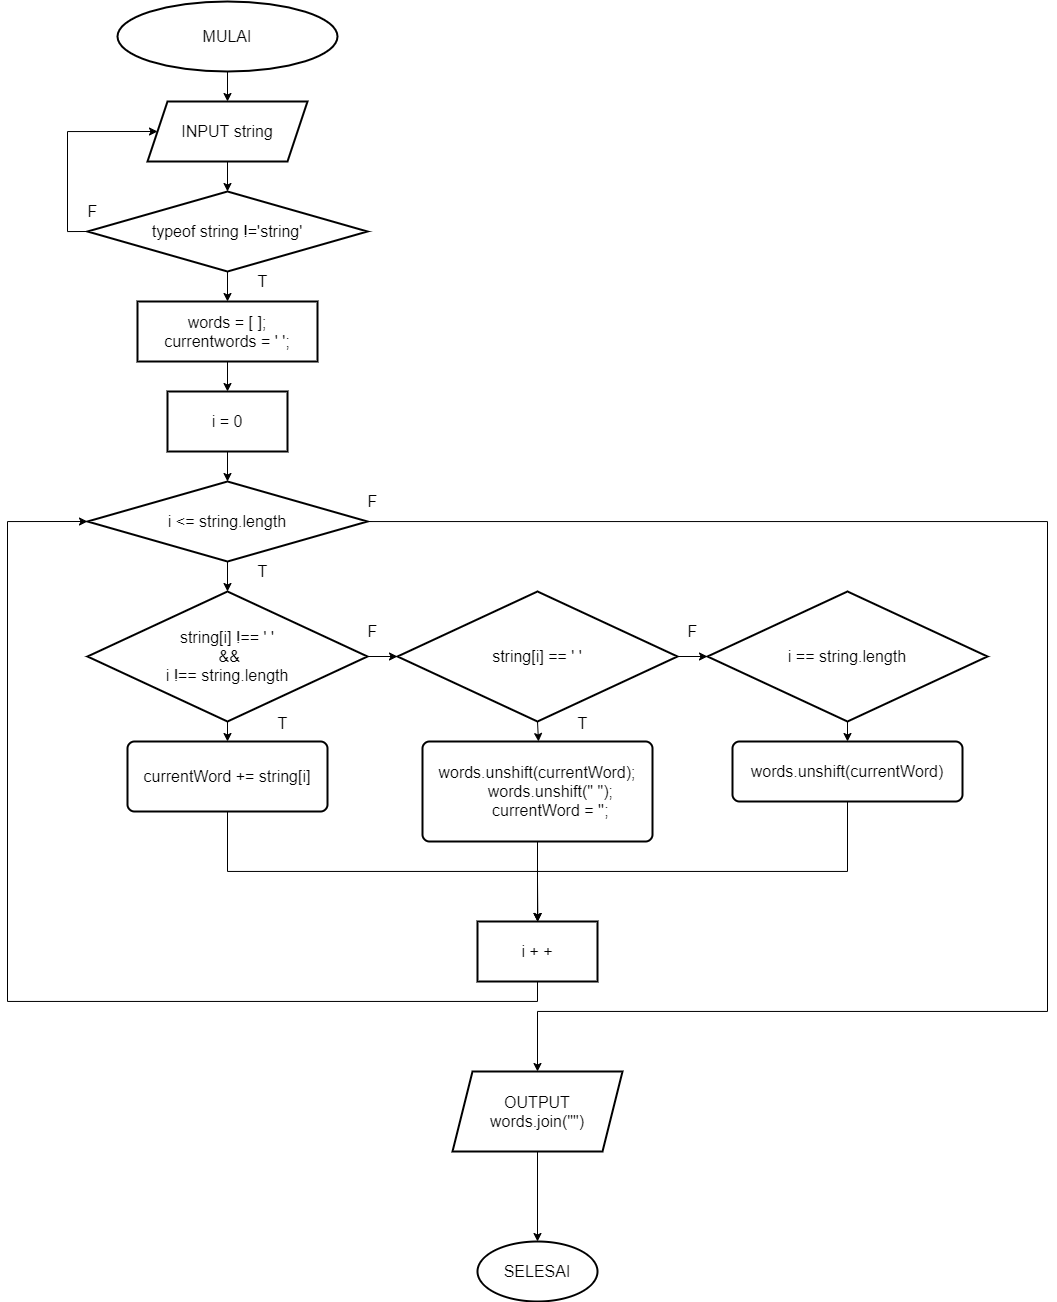 MULAI
INPUT string
F
typeof string !='string'
T
words = [ ];
currentwords = ' ';
i = 0
F
i <= string.length
T
string[i] !== ' '
&&
i !== string.length
F
string[i] == ' '
F
i == string.length
T
T
currentWord += string[i]
words.unshift(currentWord);
words.unshift(" ");
currentWord = '';
words.unshift(currentWord)
i + +
OUTPUT
words.join("")
SELESAI